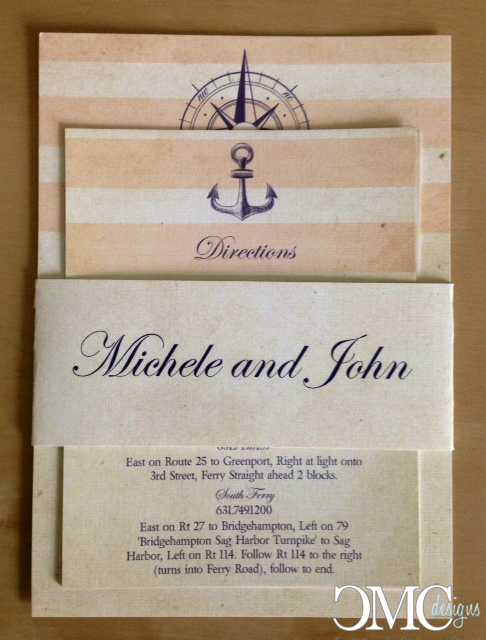 nw ne
Directions
Michele and John
East on Route 25 to Greenport, Right at light onto
3rd Street, Ferry Straight ahead 2 blocks.
South Ferry
631.749.1200
East on Rt 27 to Bridgehampton, Left on 79
'Bridgehampton Sag Harbor Turnpike' to Sag
Harbor, Left on Rt 114. Follow Rt 114 to the right
(turns into Ferry Road), follow to end.
CMC designs